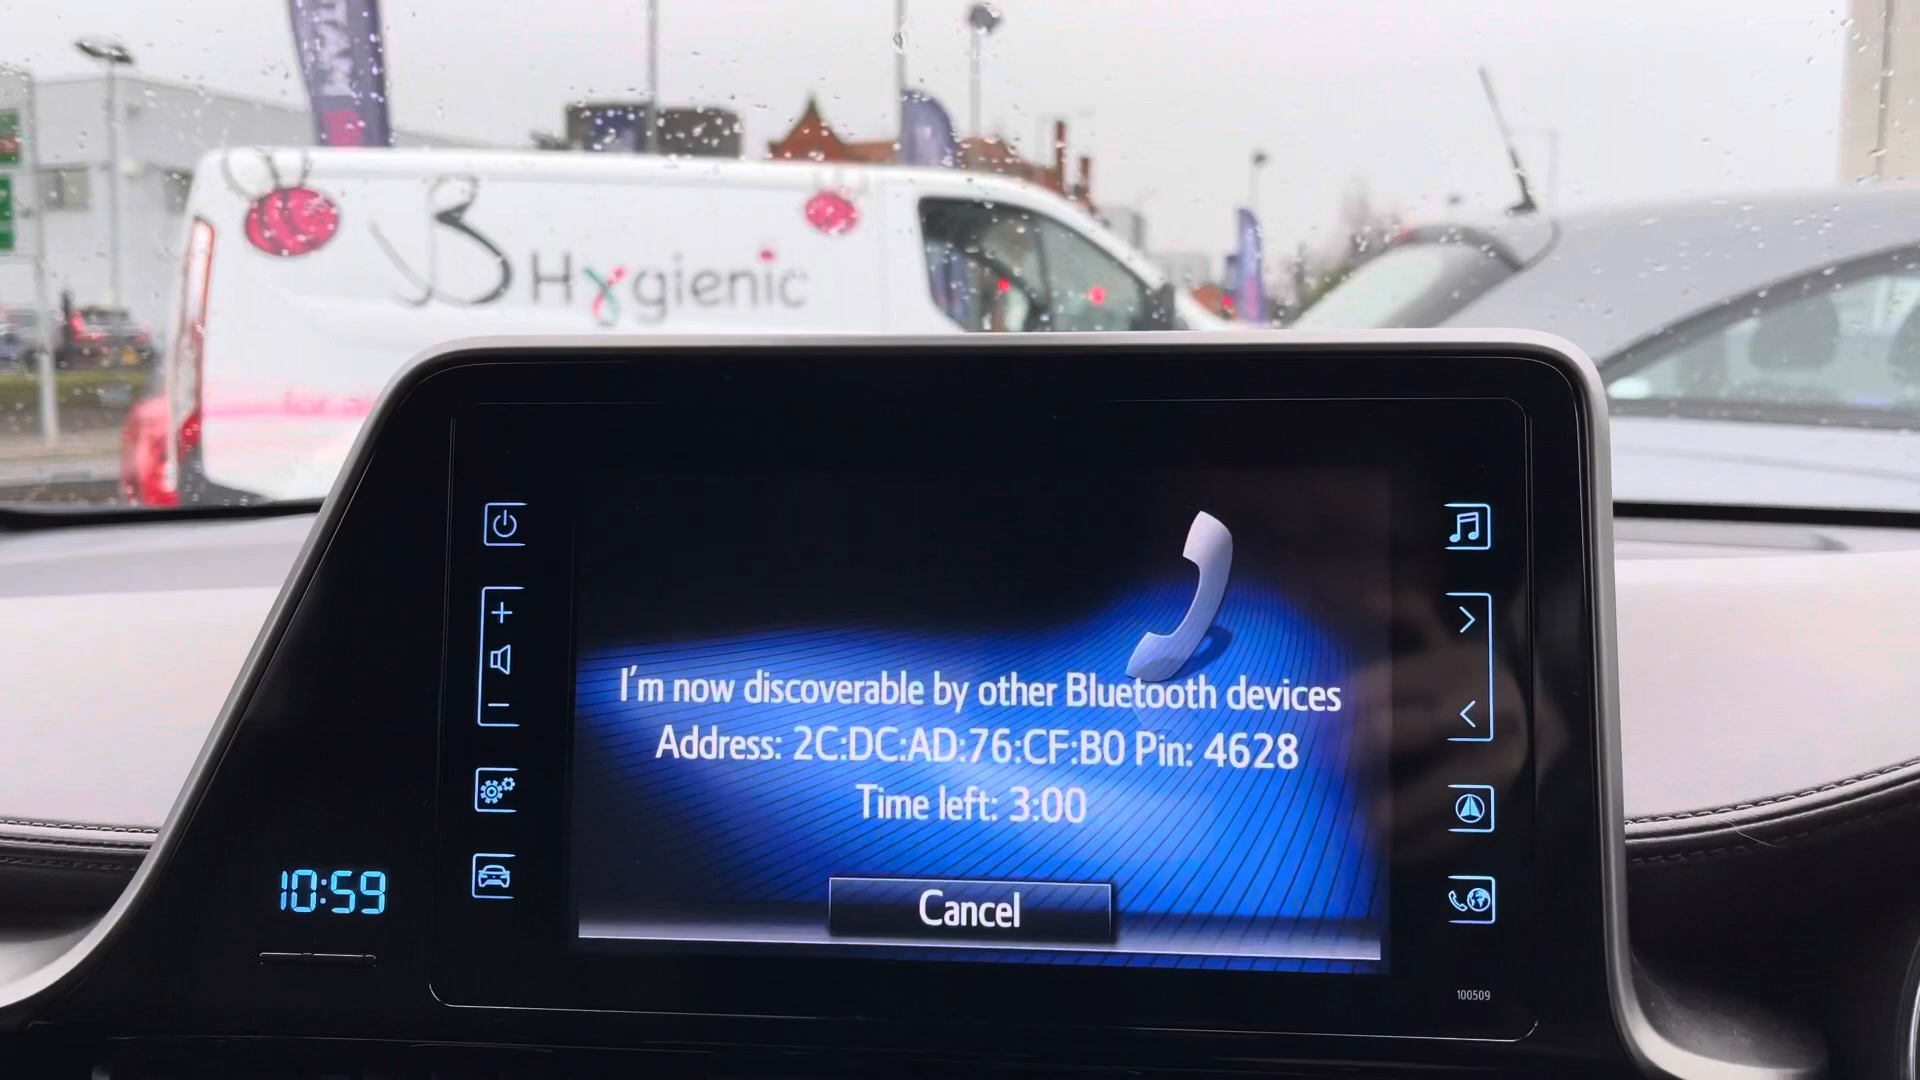 B Hygienic
I'm now discoverable by other Bluetooth devices
Address: 2C:DC:AD:76:CF:B0 Pin: 4628
Time left: 3:00
10:59
Cancel
100509